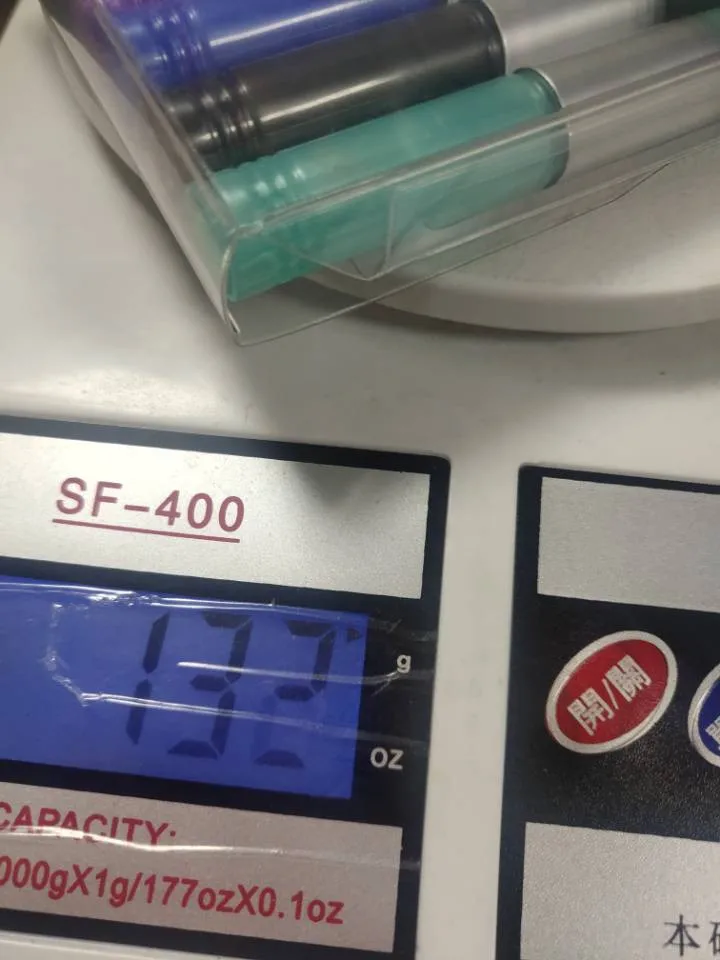 SF-400
132
g
oz
CAPACITY:
000gX1g/177ozX0.1oz
開/關
本